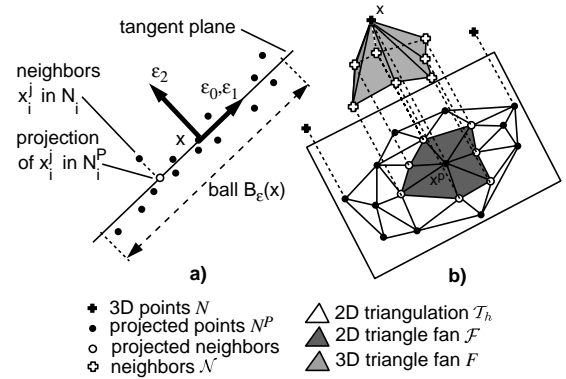 tangent plane
x
neighbors
x_i^j in N_i
ε₂
ε₀,ε₁
projection
of x_i^j in N_i^P
x
ball B_ε(x)
x^p
a)
b)
3D points N
projected points N^P
projected neighbors
neighbors 𝒩
2D triangulation 𝒯_h
2D triangle fan ℱ
3D triangle fan F